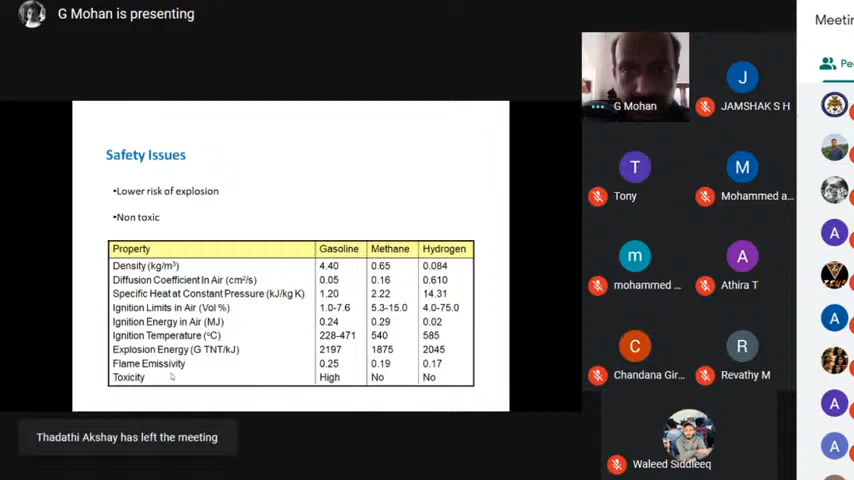 G Mohan is presenting
Meetin
Pe
Safety Issues
•Lower risk of explosion
•Non toxic
Property Gasoline Methane Hydrogen
Density (kg/m³) 4.40 0.65 0.084
Diffusion Coefficient In Air (cm²/s) 0.05 0.16 0.610
Specific Heat at Constant Pressure (kJ/kg K) 1.20 2.22 14.31
Ignition Limits in Air (Vol %) 1.0-7.6 5.0-15.0 4.0-75.0
Ignition Energy in Air (MJ) 0.24 0.29 0.02
Ignition Temperature (°C) 228-471 540 585
Explosion Energy (G TNT/kJ) 2197 1875 2045
Flame Emissivity 0.25 0.19 0.17
Toxicity High No No
Thadathi Akshay has left the meeting
G Mohan
J
JAMSHAK S H
T
Tony
M
Mohammed a...
m
mohammed ...
A
Athira T
C
Chandana Gir...
R
Revathy M
Waleed Siddieeq
A
A
A
A